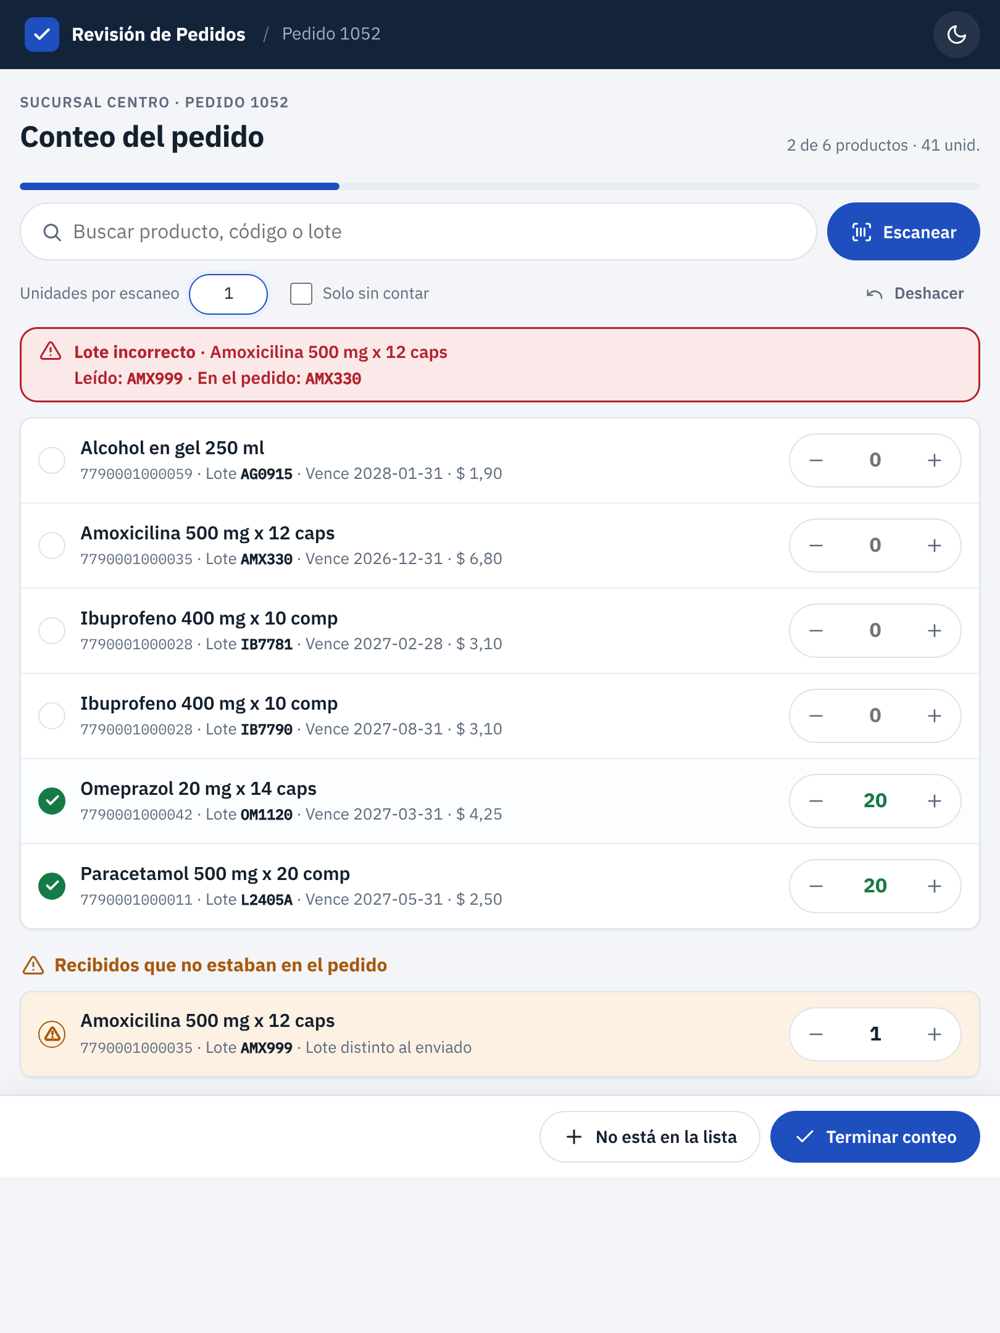 Revisión de Pedidos / Pedido 1052
SUCURSAL CENTRO · PEDIDO 1052
Conteo del pedido
2 de 6 productos · 41 unid.
Buscar producto, código o lote
Escanear
Unidades por escaneo 1 Solo sin contar Deshacer
Lote incorrecto · Amoxicilina 500 mg x 12 caps
Leído: AMX999 · En el pedido: AMX330
Alcohol en gel 250 ml
7790001000059 · Lote AG0915 · Vence 2028-01-31 · $ 1,90
− 0 +
Amoxicilina 500 mg x 12 caps
7790001000035 · Lote AMX330 · Vence 2026-12-31 · $ 6,80
− 0 +
Ibuprofeno 400 mg x 10 comp
7790001000028 · Lote IB7781 · Vence 2027-02-28 · $ 3,10
− 0 +
Ibuprofeno 400 mg x 10 comp
7790001000028 · Lote IB7790 · Vence 2027-08-31 · $ 3,10
− 0 +
Omeprazol 20 mg x 14 caps
7790001000042 · Lote OM1120 · Vence 2027-03-31 · $ 4,25
− 20 +
Paracetamol 500 mg x 20 comp
7790001000011 · Lote L2405A · Vence 2027-05-31 · $ 2,50
− 20 +
Recibidos que no estaban en el pedido
Amoxicilina 500 mg x 12 caps
7790001000035 · Lote AMX999 · Lote distinto al enviado
− 1 +
+ No está en la lista
Terminar conteo